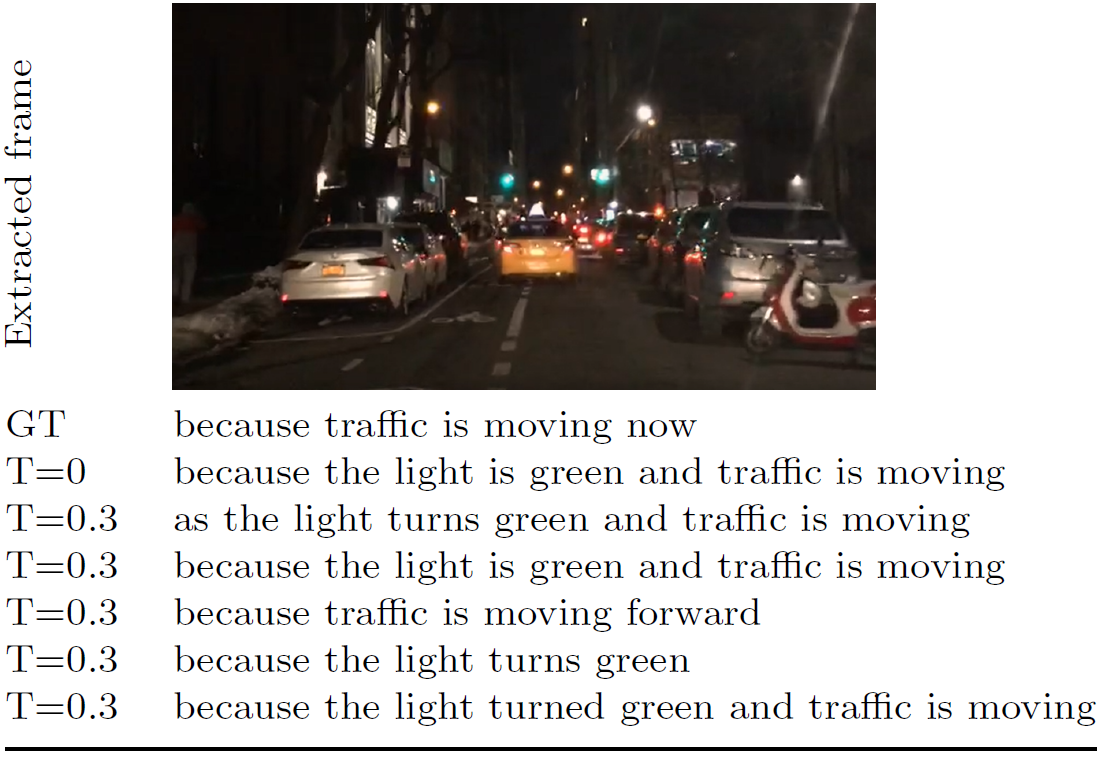 Extracted frame
GT because traffic is moving now
T=0 because the light is green and traffic is moving
T=0.3 as the light turns green and traffic is moving
T=0.3 because the light is green and traffic is moving
T=0.3 because traffic is moving forward
T=0.3 because the light turns green
T=0.3 because the light turned green and traffic is moving